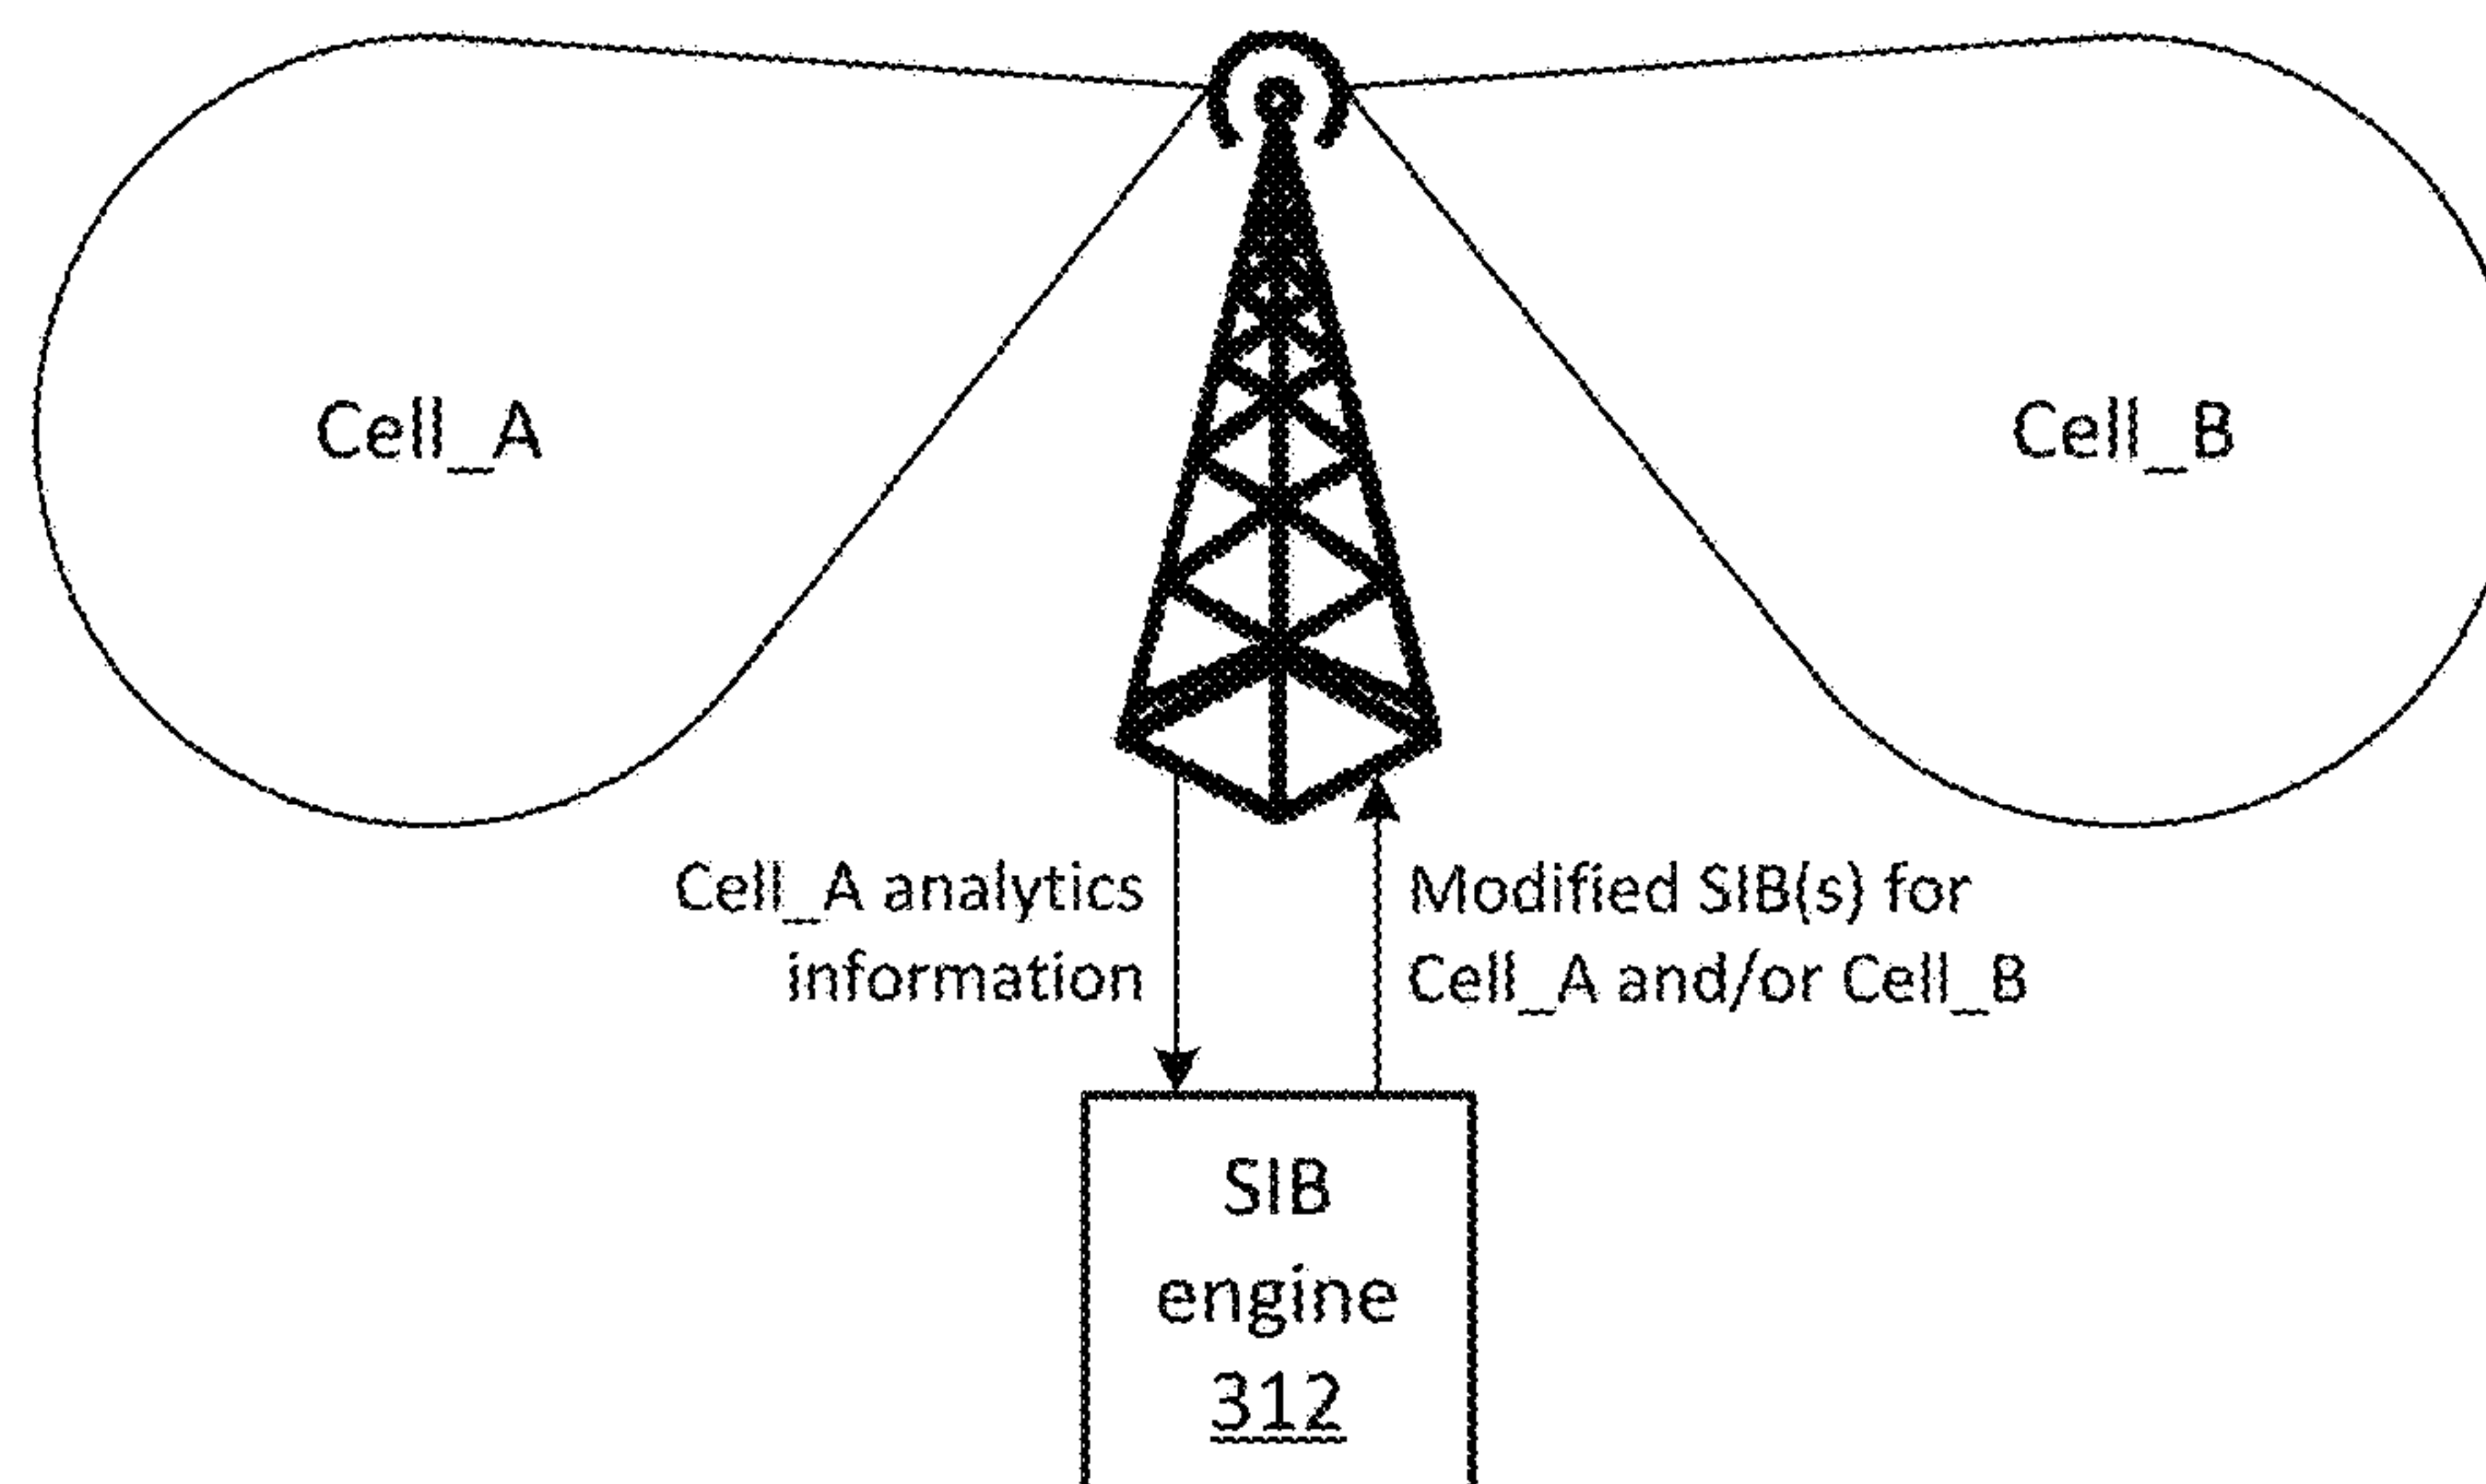 Cell_A
Cell_B
Cell_A analytics
information
Modified SIB(s) for
Cell_A and/or Cell_B
SIB
engine
312